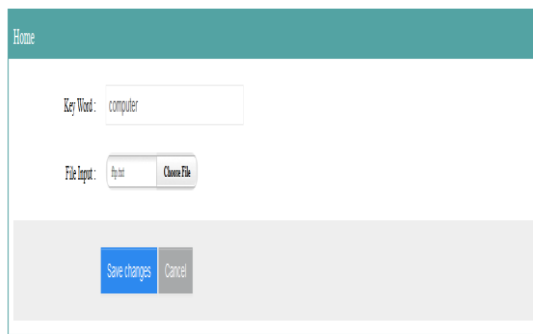 Home
Key Word : computer
File Input : ftp.txt Choose File
Save changes Cancel